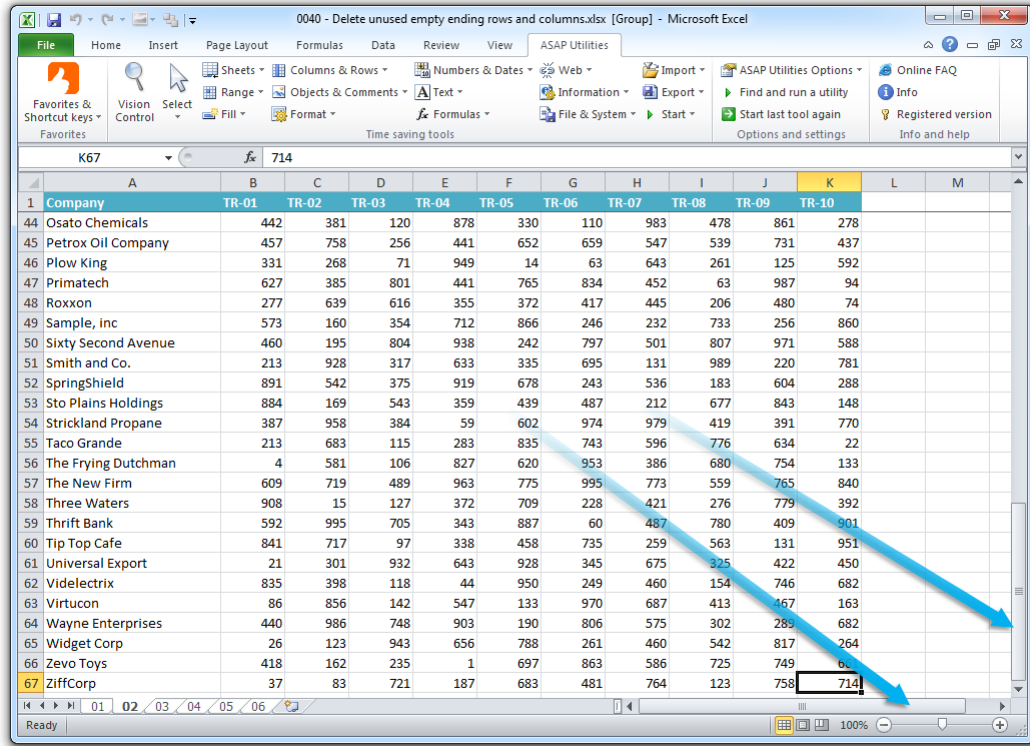 0040 - Delete unused empty ending rows and columns.xlsx [Group] - Microsoft Excel
File Home Insert Page Layout Formulas Data Review View ASAP Utilities
Sheets Columns & Rows Numbers & Dates Web Import ASAP Utilities Options Online FAQ
Range Objects & Comments Text Information Export Find and run a utility Info
Favorites & Shortcut keys Vision Control Select Fill Format Formulas File & System Start Start last tool again Registered version
Favorites Time saving tools Options and settings Info and help
K67 fx 714
A B C D E F G H I J K L M
1 Company TR-01 TR-02 TR-03 TR-04 TR-05 TR-06 TR-07 TR-08 TR-09 TR-10
44 Osato Chemicals 442 381 120 878 330 110 983 478 861 278
45 Petrox Oil Company 457 758 256 441 652 659 547 539 731 437
46 Plow King 331 268 71 949 14 63 643 261 125 592
47 Primatech 627 385 801 441 765 834 452 63 987 94
48 Roxxon 277 639 616 355 372 417 445 206 480 74
49 Sample, inc 573 160 354 712 866 246 232 733 256 860
50 Sixty Second Avenue 460 195 804 938 242 797 501 807 971 588
51 Smith and Co. 213 928 317 633 335 695 131 989 220 781
52 SpringShield 891 542 375 919 678 243 536 183 604 288
53 Sto Plains Holdings 884 169 543 359 439 487 212 677 843 148
54 Strickland Propane 387 958 384 59 602 974 979 419 391 770
55 Taco Grande 213 683 115 283 835 743 596 776 634 22
56 The Frying Dutchman 4 581 106 827 620 953 386 680 754 133
57 The New Firm 609 719 489 963 775 995 773 559 765 840
58 Three Waters 908 15 127 372 709 228 421 276 779 392
59 Thrift Bank 592 995 705 343 887 60 487 780 409 901
60 Tip Top Cafe 841 717 97 338 458 735 259 563 131 951
61 Universal Export 21 301 932 643 928 345 675 325 422 450
62 Videlectrix 835 398 118 44 950 249 460 154 746 682
63 Virtucon 86 856 142 547 133 970 687 413 467 163
64 Wayne Enterprises 440 986 748 903 190 806 575 302 289 682
65 Widget Corp 26 123 943 656 788 261 460 542 817 264
66 Zevo Toys 418 162 235 1 697 863 586 725 749
67 ZiffCorp 37 83 721 187 683 481 764 123 758 714
01 02 03 04 05 06
Ready 100%